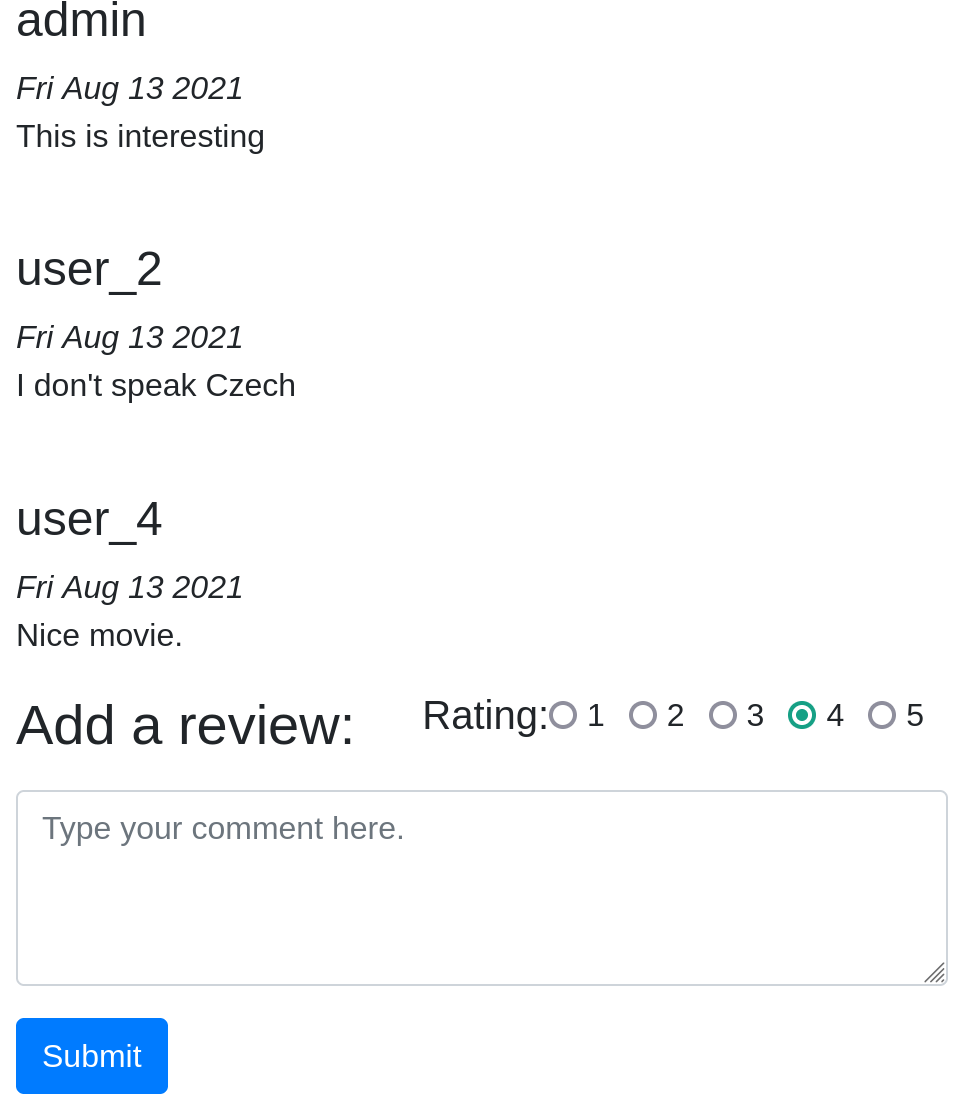 admin
Fri Aug 13 2021
This is interesting
user_2
Fri Aug 13 2021
I don't speak Czech
user_4
Fri Aug 13 2021
Nice movie.
Add a review: Rating: 1 2 3 4 5
Type your comment here.
Submit